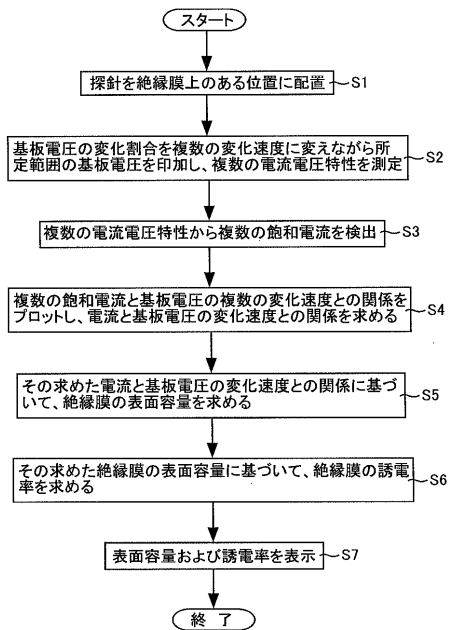 スタート
探針を絶縁膜上のある位置に配置
S1
基板電圧の変化割合を複数の変化速度に変えながら所
定範囲の基板電圧を印加し、複数の電流電圧特性を測定
S2
複数の電流電圧特性から複数の飽和電流を検出
S3
複数の飽和電流と基板電圧の複数の変化速度との関係を
プロットし、電流と基板電圧の変化速度との関係を求める
S4
その求めた電流と基板電圧の変化速度との関係に基づ
いて、絶縁膜の表面容量を求める
S5
その求めた絶縁膜の表面容量に基づいて、絶縁膜の誘電
率を求める
S6
表面容量および誘電率を表示
S7
終 了